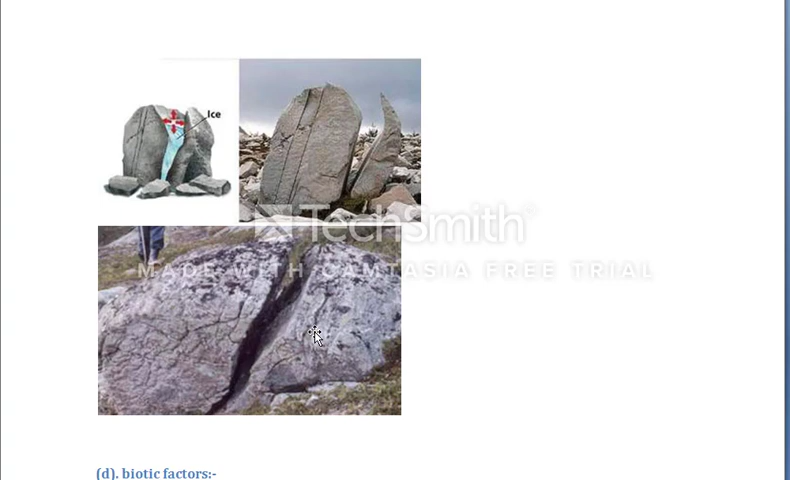 Ice
TechSmith®
MADE WITH CAMTASIA FREE TRIAL
(d). biotic factors:-